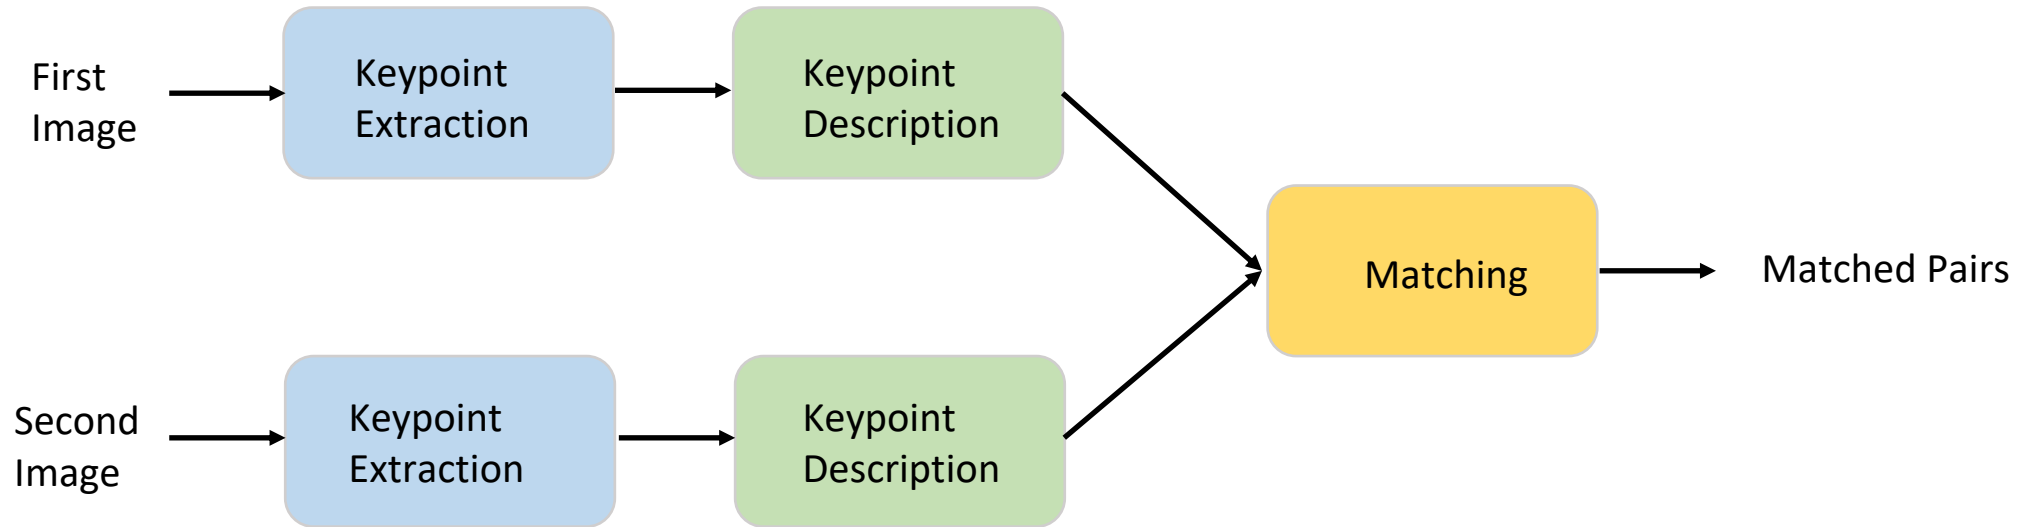 First
Image
Keypoint
Extraction
Keypoint
Description
Matching
Matched Pairs
Second
Image
Keypoint
Extraction
Keypoint
Description